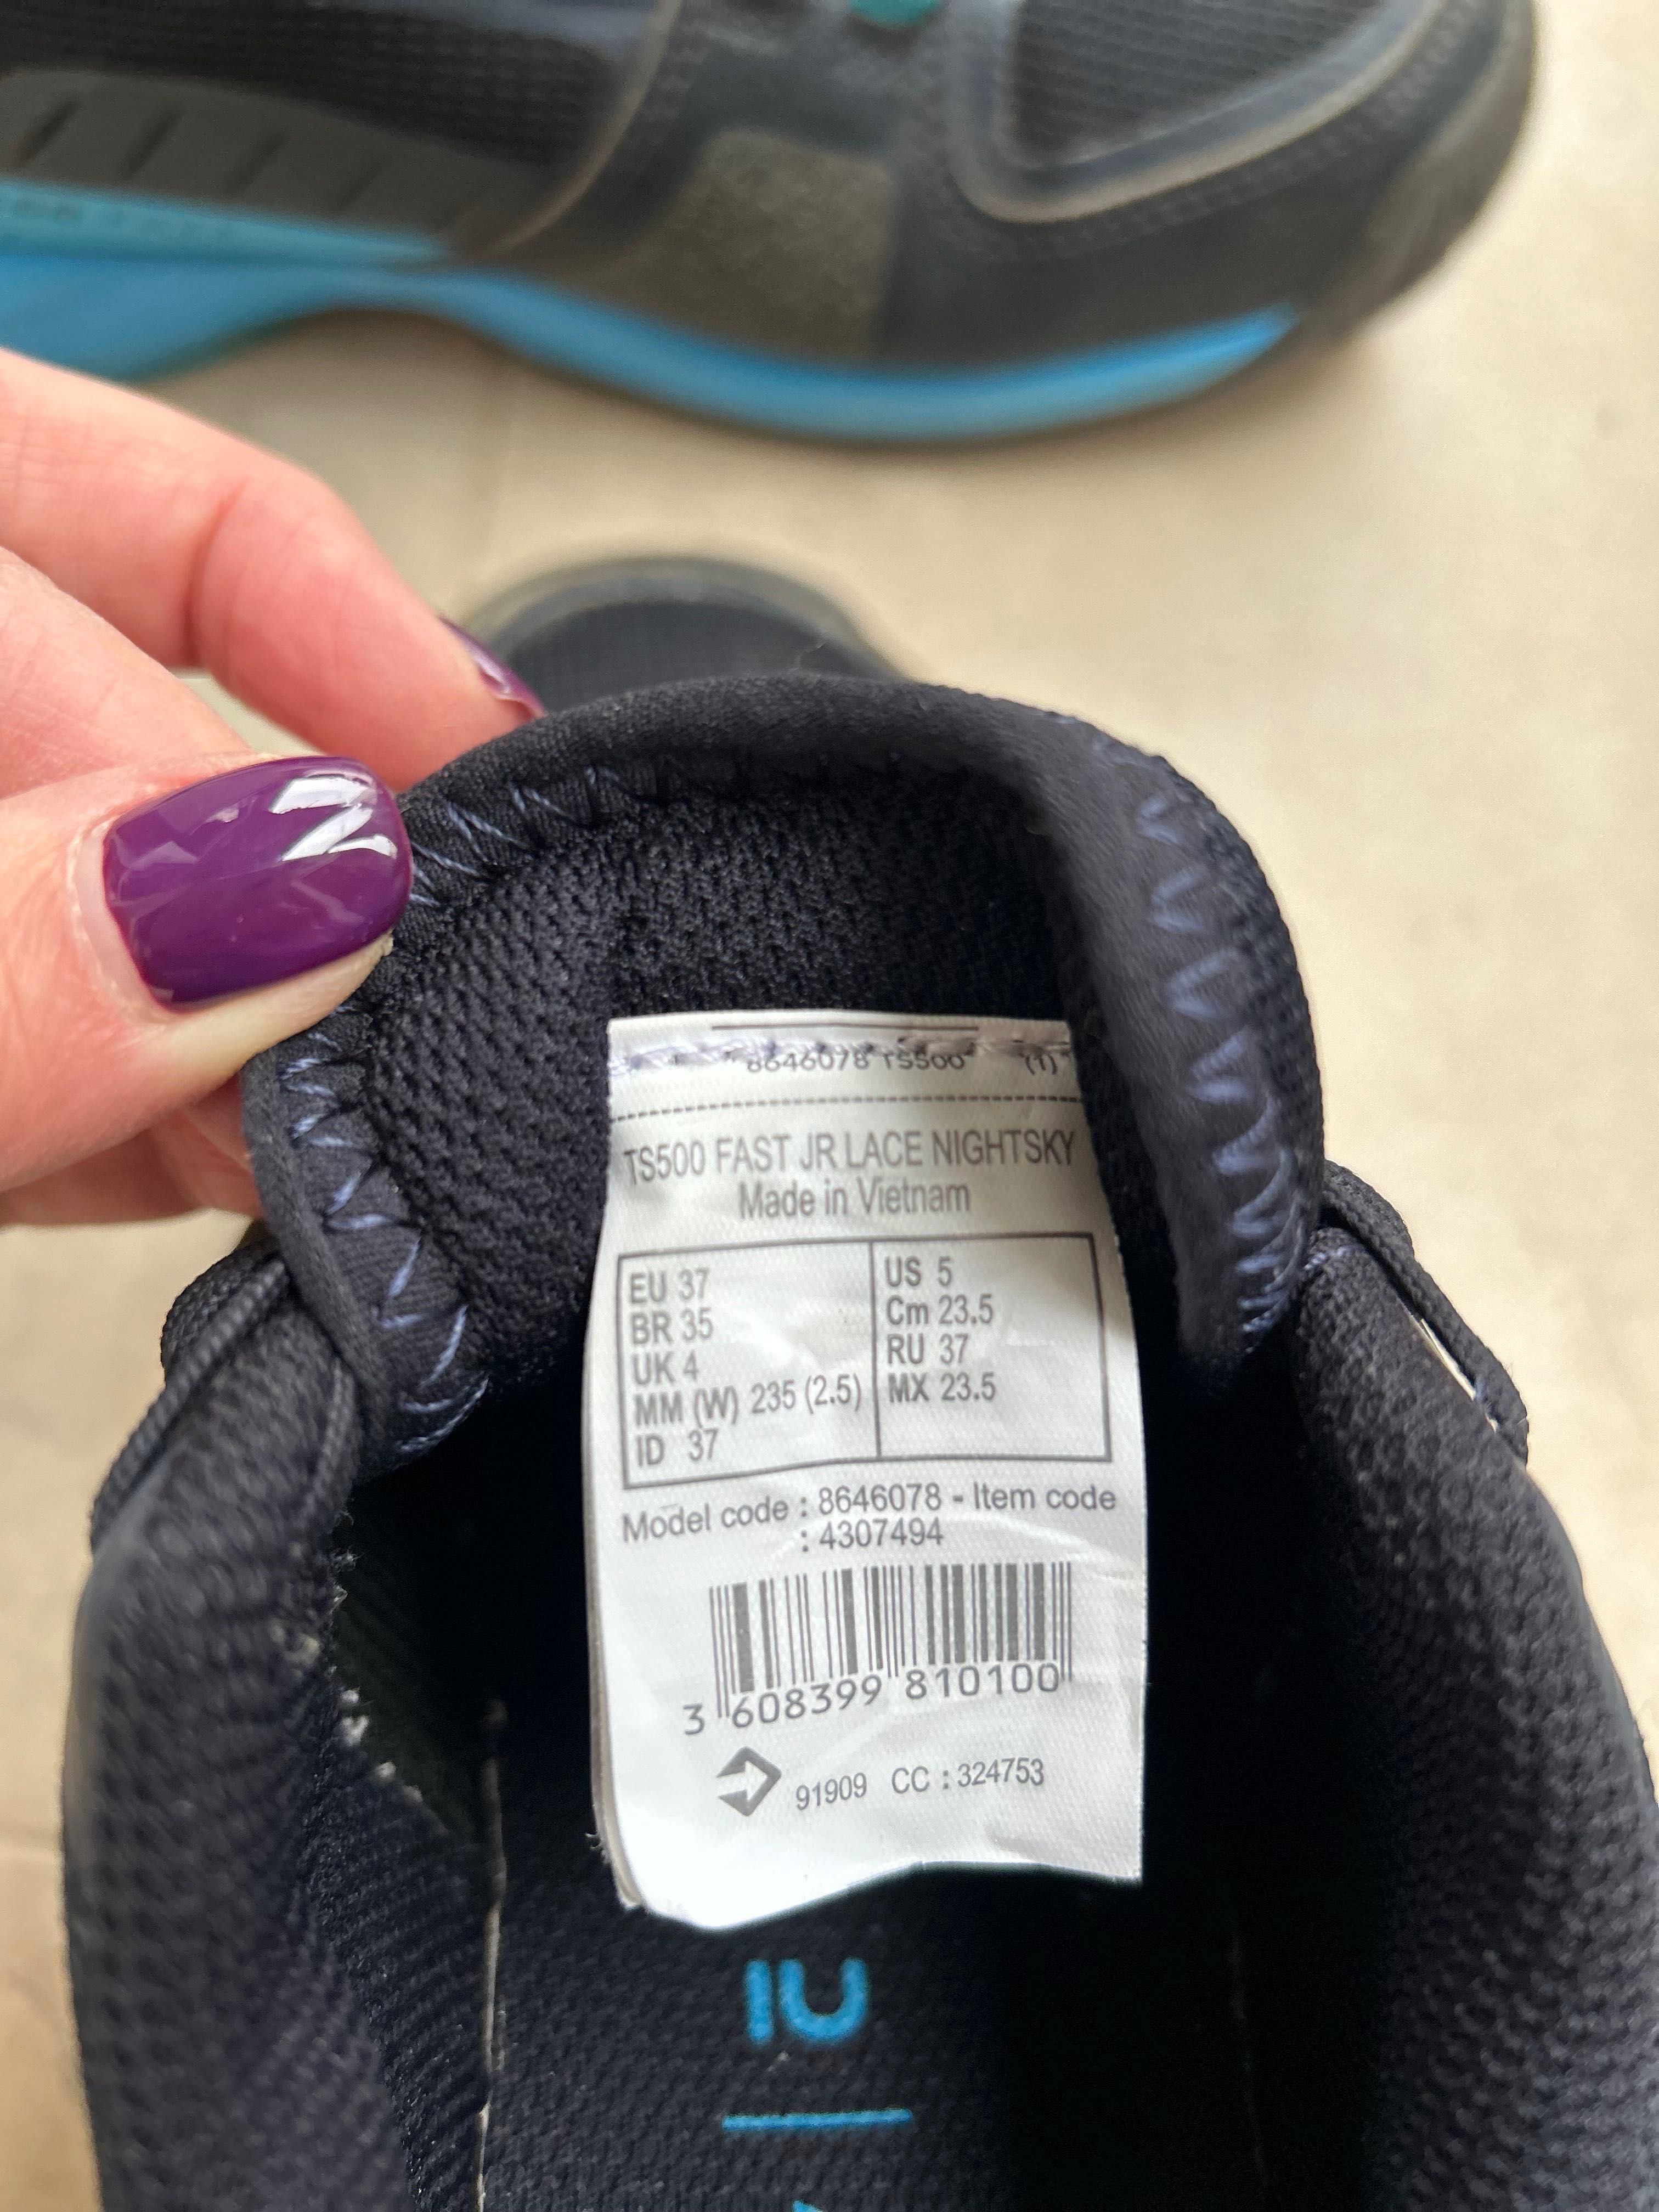 8646078 TS500 (1)
TS500 FAST JR LACE NIGHTSKY
Made in Vietnam
EU 37
BR 35
UK 4
MM (W) 235 (2.5)
ID 37
US 5
Cm 23.5
RU 37
MX 23.5
Model code : 8646078 - Item code
: 4307494
3 608399 810100
91909 CC : 324753